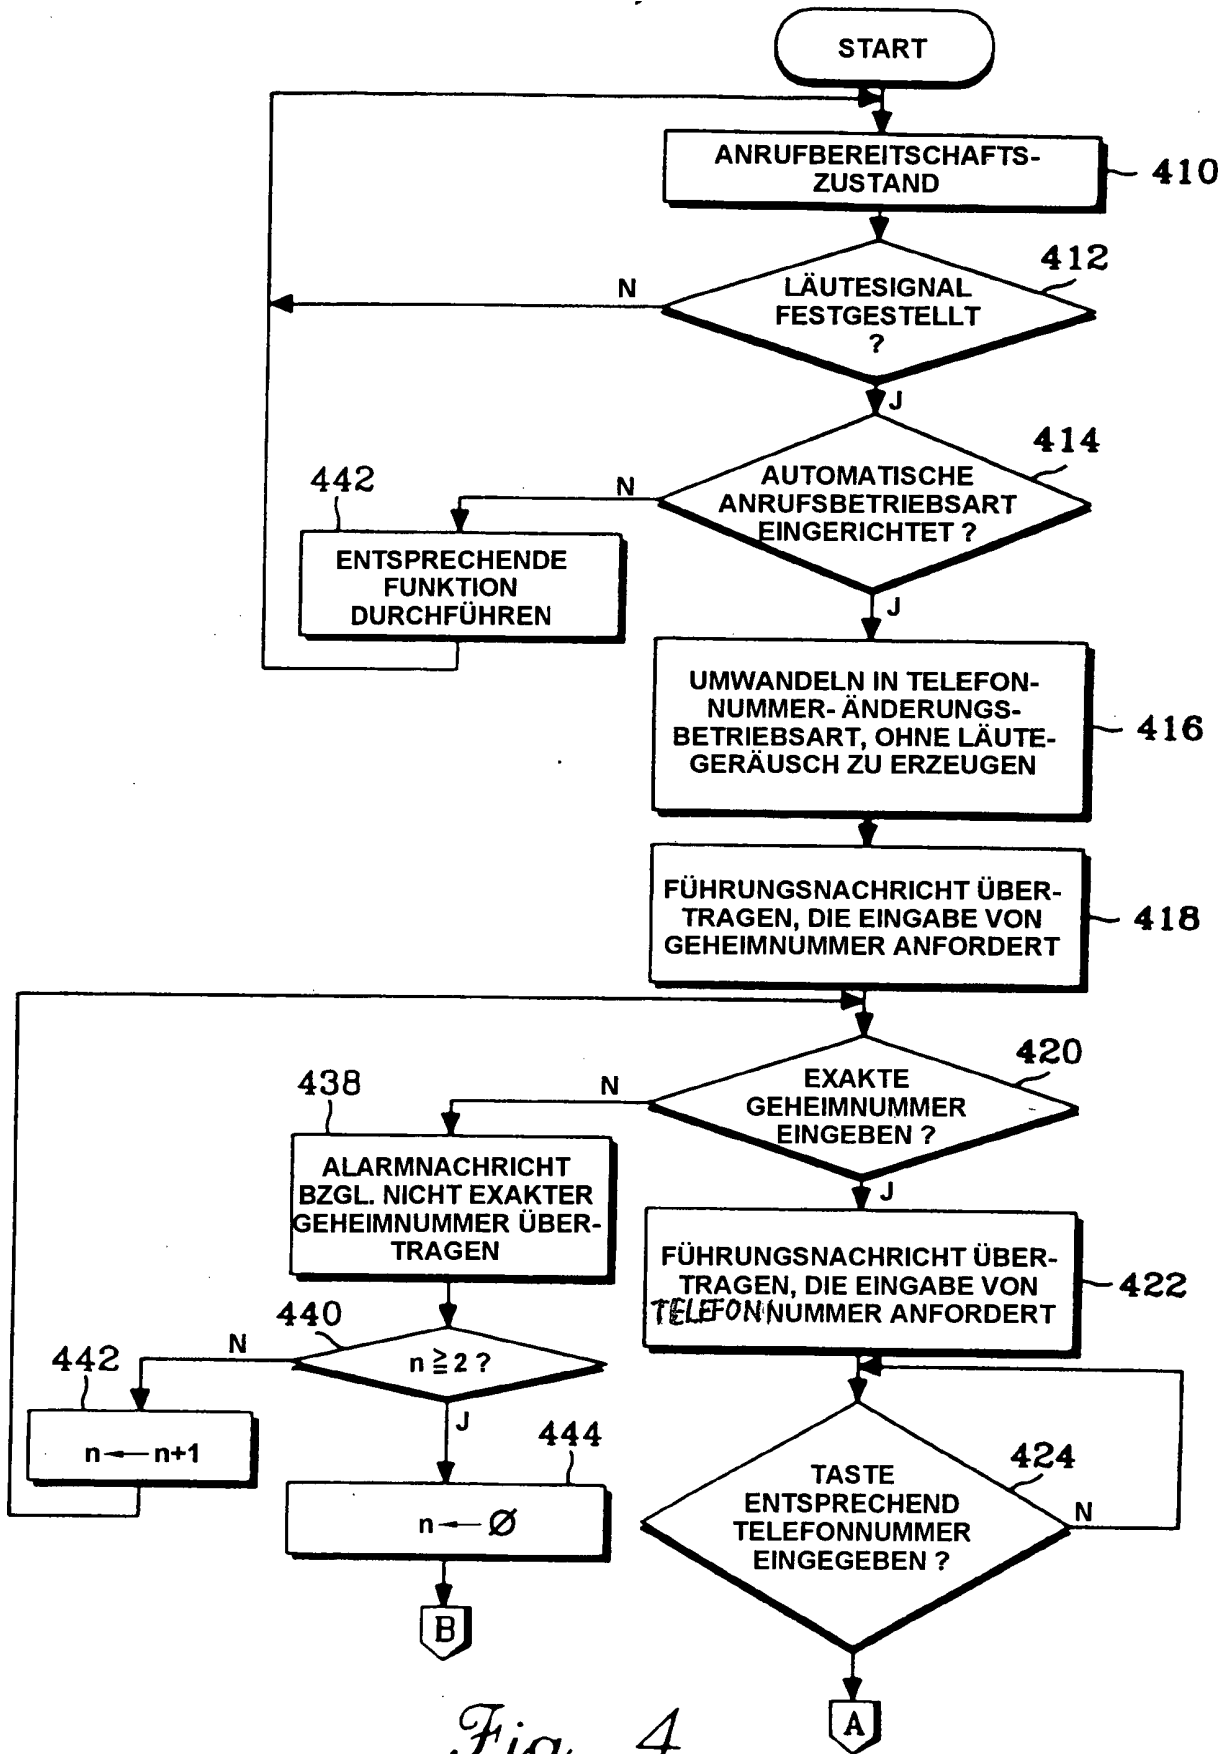 START
ANRUFBEREITSCHAFTS-
ZUSTAND
410
412
LÄUTESIGNAL
FESTGESTELLT
?
N
J
414
AUTOMATISCHE
ANRUFSBETRIEBSART
EINGERICHTET ?
N
J
442
ENTSPRECHENDE
FUNKTION
DURCHFÜHREN
UMWANDELN IN TELEFON-
NUMMER- ÄNDERUNGS-
BETRIEBSART, OHNE LÄUTE-
GERÄUSCH ZU ERZEUGEN
416
FÜHRUNGSNACHRICHT ÜBER-
TRAGEN, DIE EINGABE VON
GEHEIMNUMMER ANFORDERT
418
420
EXAKTE
GEHEIMNUMMER
EINGEBEN ?
N
J
438
ALARMNACHRICHT
BZGL. NICHT EXAKTER
GEHEIMNUMMER ÜBER-
TRAGEN
FÜHRUNGSNACHRICHT ÜBER-
TRAGEN, DIE EINGABE VON
TELEFONNUMMER ANFORDERT
422
440
n ≧ 2 ?
N
J
442
n ← n+1
444
n ← Ø
B
424
TASTE
ENTSPRECHEND
TELEFONNUMMER
EINGEGEBEN ?
N
A
Fig. 4